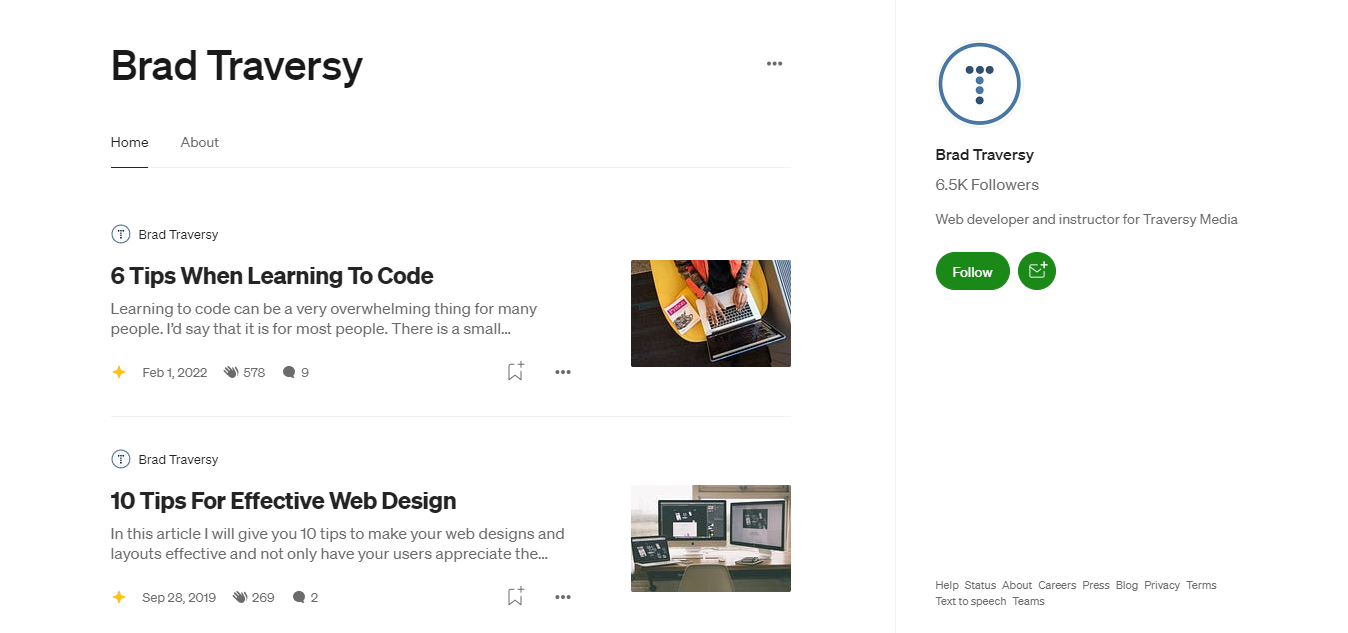 Brad Traversy
Home About
Brad Traversy
6 Tips When Learning To Code
Learning to code can be a very overwhelming thing for many
people. I'd say that it is for most people. There is a small...
Feb 1, 2022 578 9
Brad Traversy
10 Tips For Effective Web Design
In this article I will give you 10 tips to make your web designs and
layouts effective and not only have your users appreciate the...
Sep 28, 2019 269 2
Brad Traversy
6.5K Followers
Web developer and instructor for Traversy Media
Follow
Help Status About Careers Press Blog Privacy Terms
Text to speech Teams